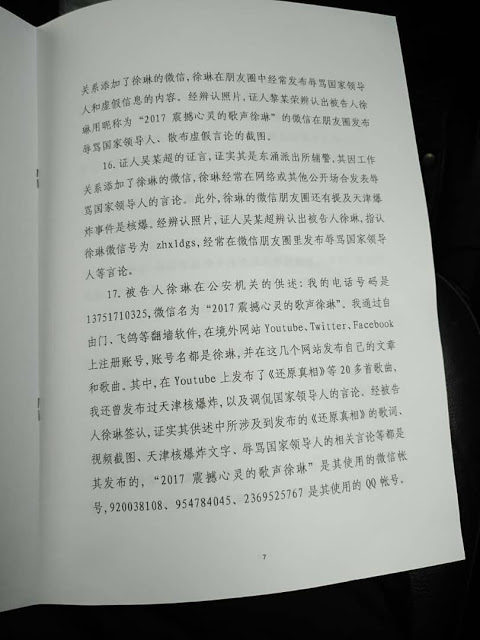 关系添加了徐琳的微信,徐琳在朋友圈中经常发布辱骂国家领导
人和虚假信息的内容。经辨认照片,证人黎某荣辨认出被告人徐
琳用昵称为“2017 震撼心灵的歌声徐琳”的微信在朋友圈发布
辱骂国家领导人、散布虚假言论的截图。
16.证人吴某超的证言,证实其是东涌派出所辅警,其因工作
关系添加了徐琳的微信,徐琳经常在网络或其他公开场合发表辱
骂国家领导人的言论。此外,徐琳的微信朋友圈还有提及天津爆
炸事件是核爆。经辨认照片,证人吴某超辨认出被告人徐琳,指认
徐琳微信号为 zhxldgs,经常在微信朋友圈里发布辱骂国家领导
人等言论。
17.被告人徐琳在公安机关的供述:我的电话号码是
13751710325,微信名为“2017 震撼心灵的歌声徐琳”。我通过自
由门、飞鸽等翻墙软件,在境外网站 Youtube、Twitter、Facebook
上注册账号,账号名都是徐琳,并在这几个网站发布自己的文章
和歌曲。其中,在 Youtube 上发布了《还原真相》等 20 多首歌曲,
我还曾发布过天津核爆炸,以及调侃国家领导人的言论。经被告
人徐琳签认,证实其供述中所涉及到发布的《还原真相》的歌词、
视频截图、天津核爆炸文字、辱骂国家领导人的相关言论等都是
其发布的,“2017 震撼心灵的歌声徐琳”是其使用的微信帐
号,920038108、954784045、2369525767 是其使用的 QQ 帐号。
7